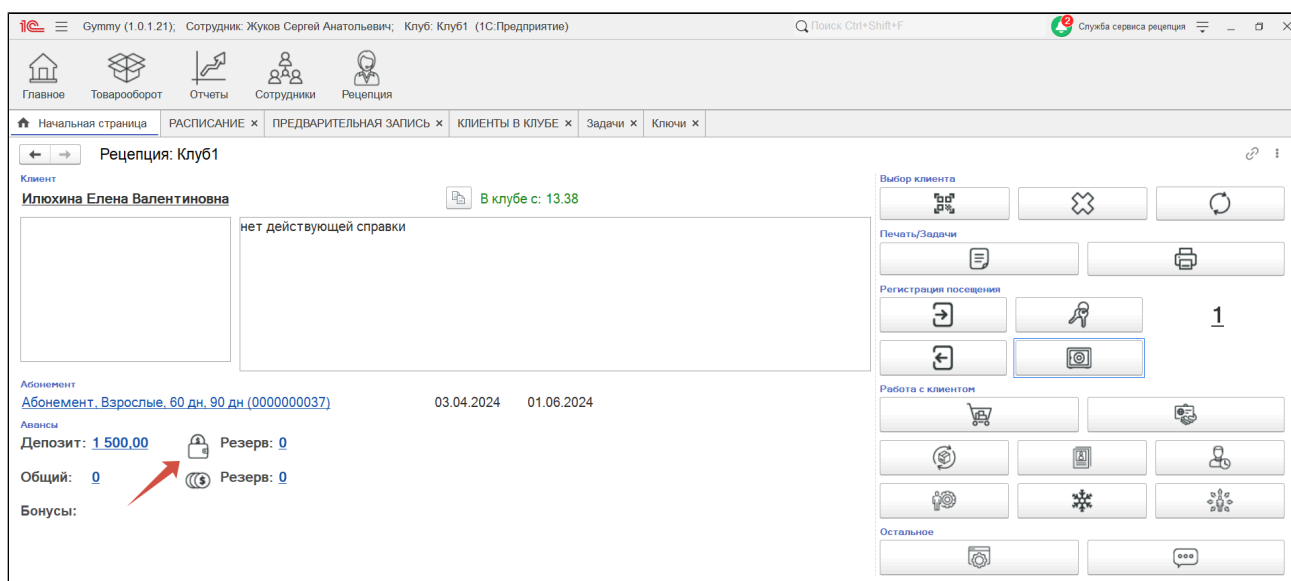 1С Gymmy (1.0.1.21); Сотрудник: Жуков Сергей Анатольевич; Клуб: Клуб1 (1С:Предприятие) Поиск Ctrl+Shift+F 2 Служба сервиса рецепция
Главное Товарооборот Отчеты Сотрудники Рецепция
Начальная страница РАСПИСАНИЕ × ПРЕДВАРИТЕЛЬНАЯ ЗАПИСЬ × КЛИЕНТЫ В КЛУБЕ × Задачи × Ключи ×
Рецепция: Клуб1
Клиент
Илюхина Елена Валентиновна В клубе с: 13.38
нет действующей справки
Абонемент
Абонемент, Взрослые, 60 дн, 90 дн (0000000037) 03.04.2024 01.06.2024
Авансы
Депозит: 1 500,00 Резерв: 0
Общий: 0 Резерв: 0
Бонусы:
Выбор клиента
Печать/Задачи
Регистрация посещения
1
Работа с клиентом
Остальное